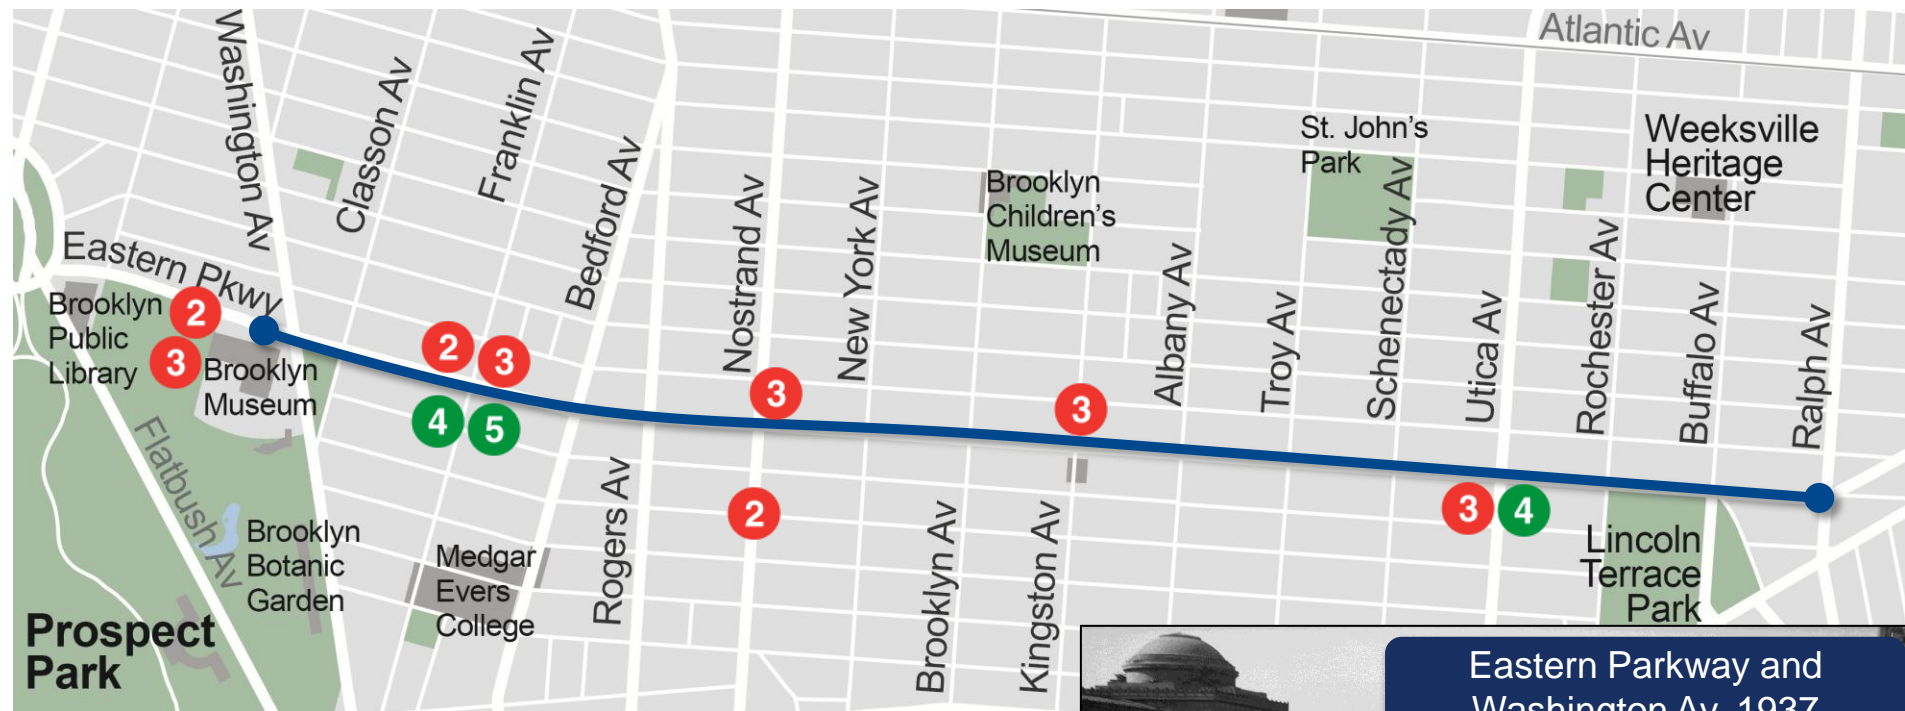 Atlantic Av
Washington Av
Classon Av
Franklin Av
Bedford Av
St. John's
Park
Weeksville
Heritage
Center
Brooklyn
Children's
Museum
Nostrand Av
New York Av
Albany Av
Troy Av
Schenectady Av
Utica Av
Rochester Av
Buffalo Av
Ralph Av
Eastern Pkwy
Brooklyn
Public
Library
2
3
Brooklyn
Museum
2
3
4
5
3
3
2
3
4
Flatbush Av
Brooklyn
Botanic
Garden
Medgar
Evers
College
Rogers Av
Brooklyn Av
Kingston Av
Lincoln
Terrace
Park
Prospect
Park
Eastern Parkway and
Washington Av, 1937